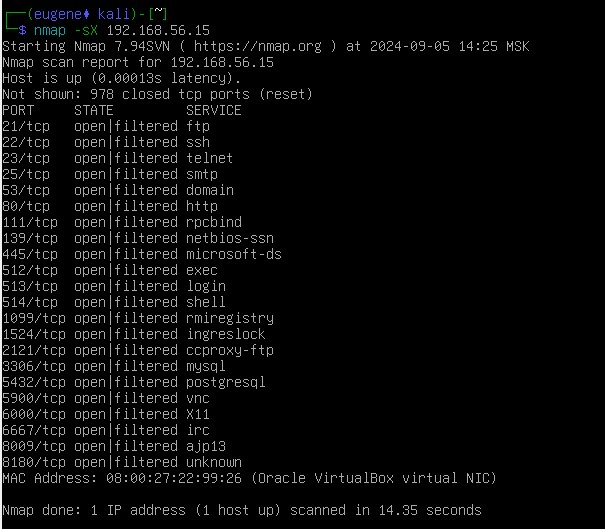 ┌──(eugene♦ kali)-[~]
└─$ nmap -sX 192.168.56.15
Starting Nmap 7.94SVN ( https://nmap.org ) at 2024-09-05 14:25 MSK
Nmap scan report for 192.168.56.15
Host is up (0.00013s latency).
Not shown: 978 closed tcp ports (reset)
PORT     STATE         SERVICE
21/tcp   open|filtered ftp
22/tcp   open|filtered ssh
23/tcp   open|filtered telnet
25/tcp   open|filtered smtp
53/tcp   open|filtered domain
80/tcp   open|filtered http
111/tcp  open|filtered rpcbind
139/tcp  open|filtered netbios-ssn
445/tcp  open|filtered microsoft-ds
512/tcp  open|filtered exec
513/tcp  open|filtered login
514/tcp  open|filtered shell
1099/tcp open|filtered rmiregistry
1524/tcp open|filtered ingreslock
2121/tcp open|filtered ccproxy-ftp
3306/tcp open|filtered mysql
5432/tcp open|filtered postgresql
5900/tcp open|filtered vnc
6000/tcp open|filtered X11
6667/tcp open|filtered irc
8009/tcp open|filtered ajp13
8180/tcp open|filtered unknown
MAC Address: 08:00:27:22:99:26 (Oracle VirtualBox virtual NIC)
Nmap done: 1 IP address (1 host up) scanned in 14.35 seconds